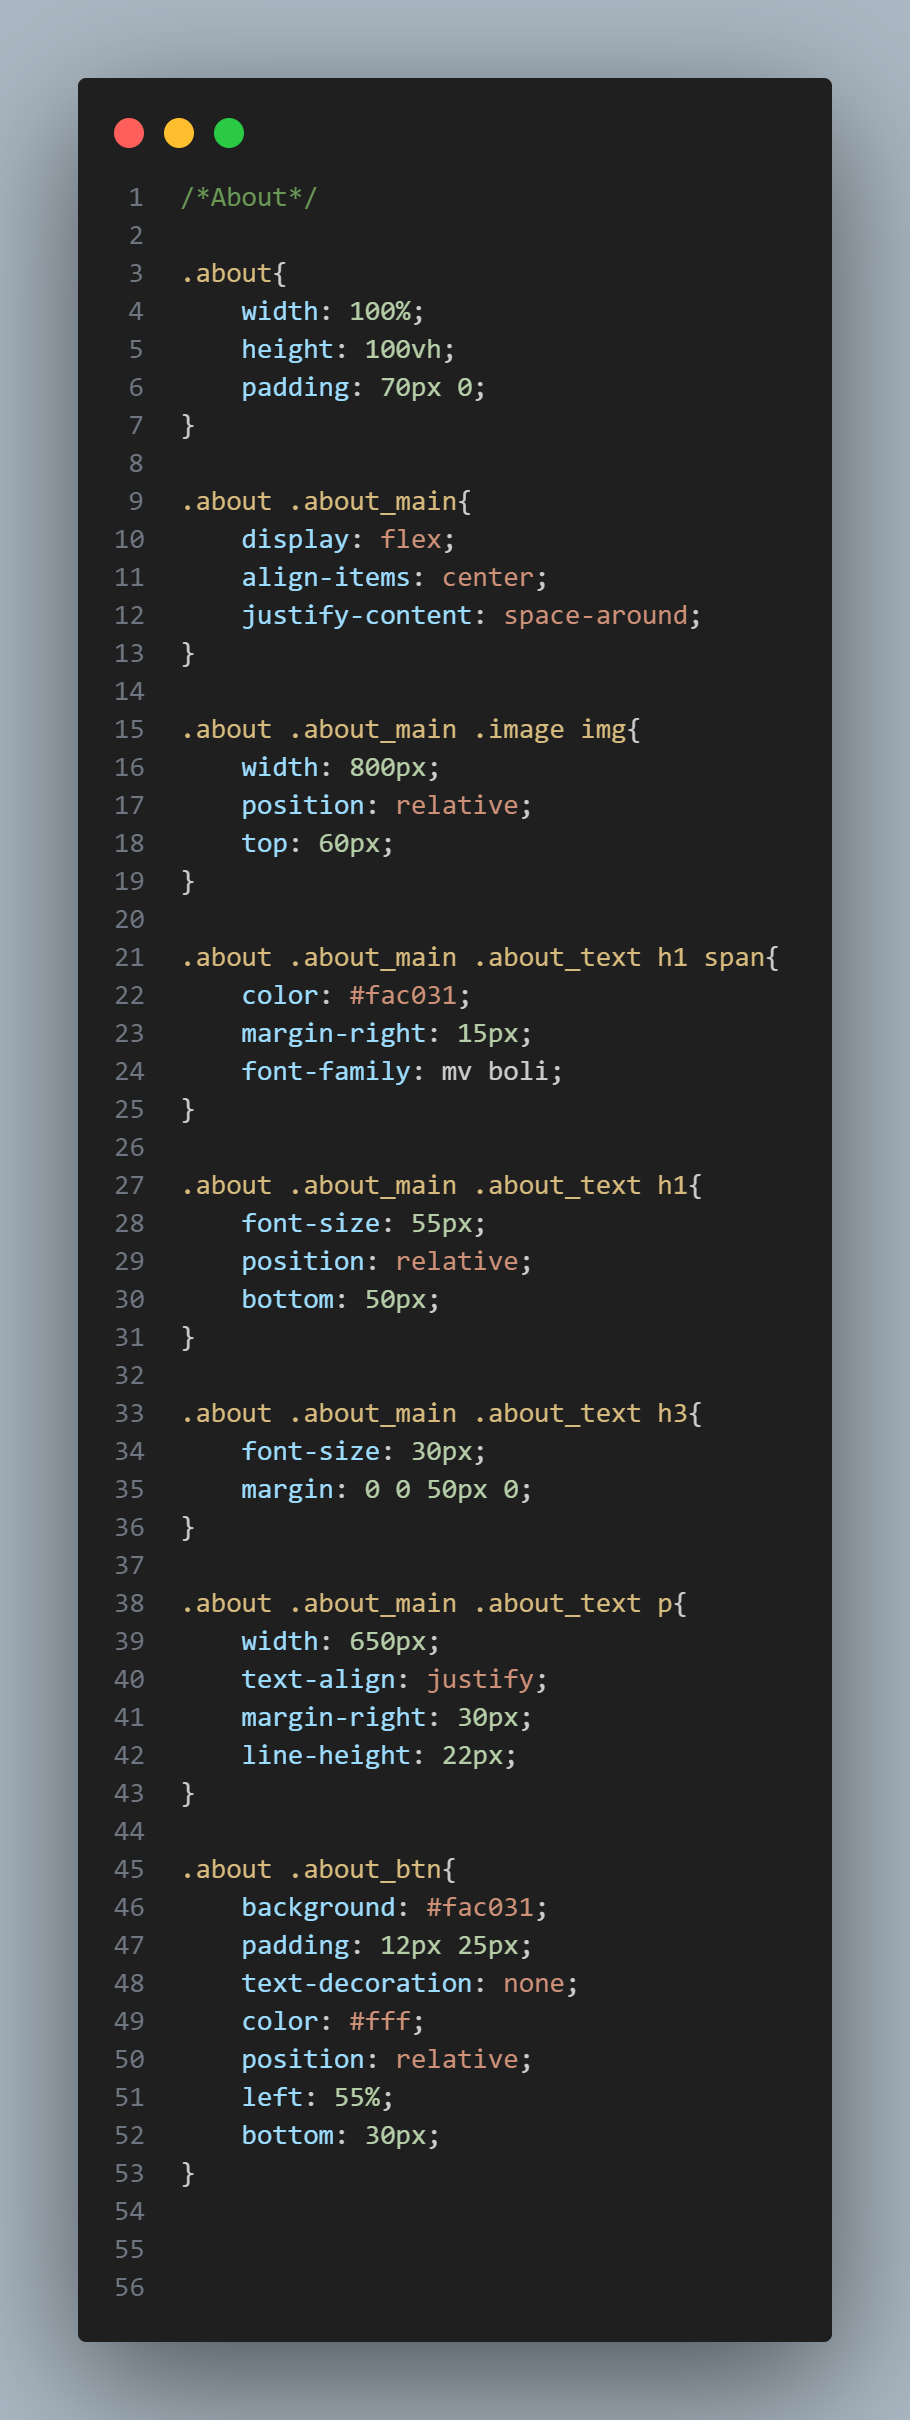 1 /*About*/
2
3 .about{
4     width: 100%;
5     height: 100vh;
6     padding: 70px 0;
7 }
8
9 .about .about_main{
10     display: flex;
11     align-items: center;
12     justify-content: space-around;
13 }
14
15 .about .about_main .image img{
16     width: 800px;
17     position: relative;
18     top: 60px;
19 }
20
21 .about .about_main .about_text h1 span{
22     color: #fac031;
23     margin-right: 15px;
24     font-family: mv boli;
25 }
26
27 .about .about_main .about_text h1{
28     font-size: 55px;
29     position: relative;
30     bottom: 50px;
31 }
32
33 .about .about_main .about_text h3{
34     font-size: 30px;
35     margin: 0 0 50px 0;
36 }
37
38 .about .about_main .about_text p{
39     width: 650px;
40     text-align: justify;
41     margin-right: 30px;
42     line-height: 22px;
43 }
44
45 .about .about_btn{
46     background: #fac031;
47     padding: 12px 25px;
48     text-decoration: none;
49     color: #fff;
50     position: relative;
51     left: 55%;
52     bottom: 30px;
53 }
54
55
56